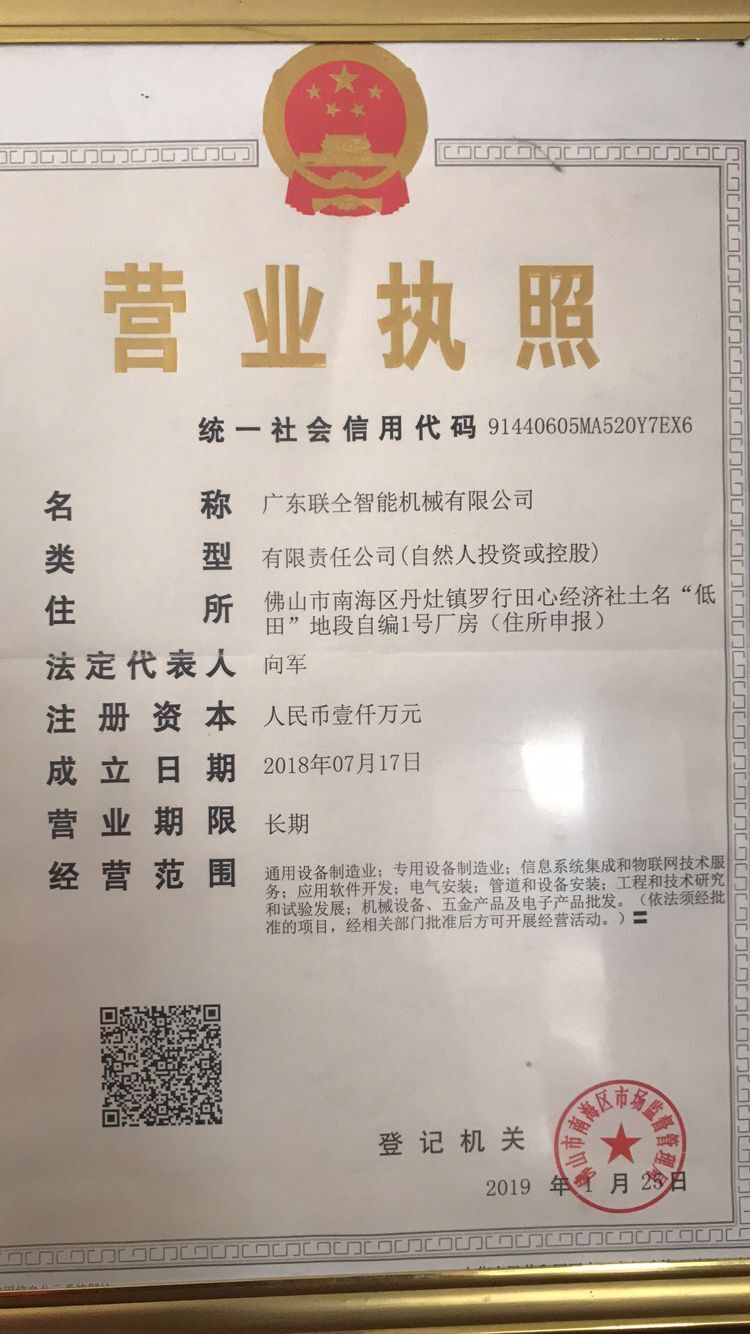 营业执照
统一社会信用代码 91440605MA520Y7EX6
名称 广东联仝智能机械有限公司
类型 有限责任公司(自然人投资或控股)
住所 佛山市南海区丹灶镇罗行田心经济社土名“低
田”地段自编1号厂房（住所申报）
法定代表人 向军
注册资本 人民币壹仟万元
成立日期 2018年07月17日
营业期限 长期
经营范围 通用设备制造业；专用设备制造业；信息系统集成和物联网技术服
务；应用软件开发；电气安装；管道和设备安装；工程和技术研究
和试验发展；机械设备、五金产品及电子产品批发。（依法须经批
准的项目，经相关部门批准后方可开展经营活动。）〓
登记机关
佛山市南海区市场监督管理局
2019 年 1 月 25日